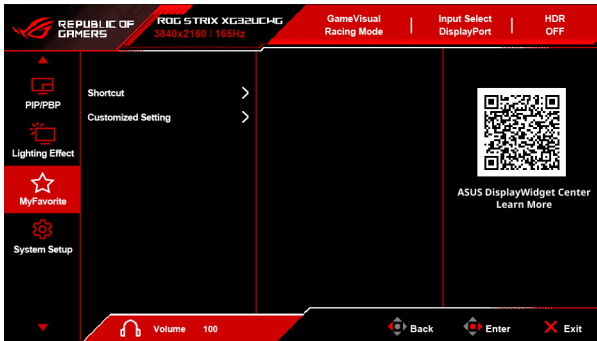 REPUBLIC OF
GAMERS
ROG STRIX XG32UCWG
3840x2160 | 165Hz
GameVisual
Racing Mode
Input Select
DisplayPort
HDR
OFF
PIP/PBP
Lighting Effect
MyFavorite
System Setup
Shortcut
Customized Setting
ASUS DisplayWidget Center
Learn More
Volume 100
Back
Enter
Exit